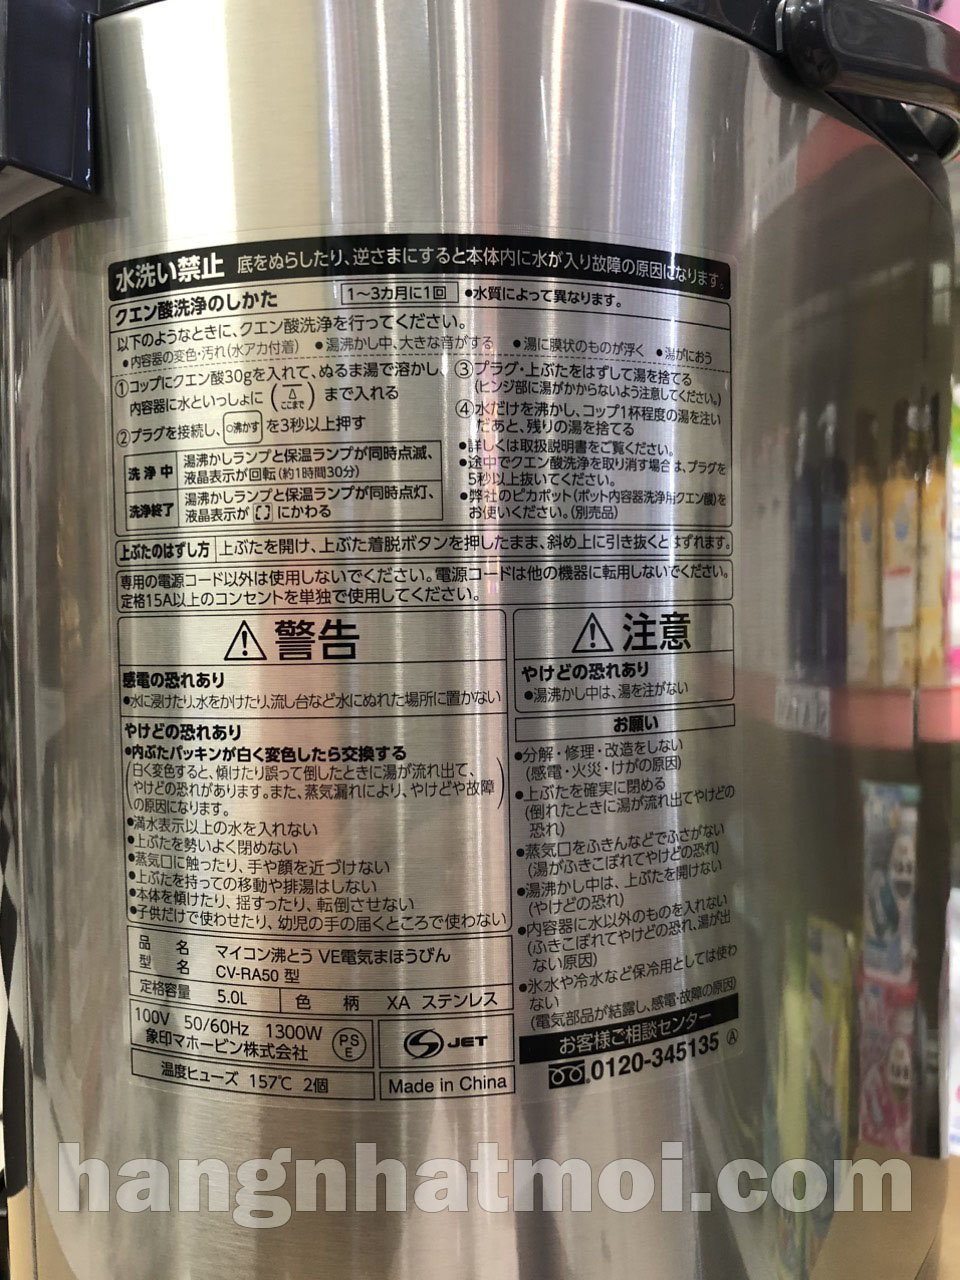 水洗い禁止 底をぬらしたり、逆さまにすると本体内に水が入り故障の原因になります。
クエン酸洗浄のしかた 1～3カ月に1回 ●水質によって異なります。
以下のようなときに、クエン酸洗浄を行ってください。
●内容器の変色・汚れ(水アカ付着) ●湯沸かし中、大きな音がする ●湯に膜状のものが浮く ●湯がにおう
①コップにクエン酸30gを入れて、ぬるま湯で溶かし、
内容器に水といっしょに(△ここまで)まで入れる
②プラグを接続し、○沸かす を3秒以上押す
洗浄中 湯沸かしランプと保温ランプが同時点滅、
液晶表示が回転(約1時間30分)
洗浄終了 湯沸かしランプと保温ランプが同時点灯、
液晶表示が[ ]にかわる
③プラグ・上ぶたをはずして湯を捨てる
(ヒンジ部に湯がかからないよう注意してください。)
④水だけを沸かし、コップ1杯程度の湯を注い
だあと、残りの湯を捨てる
●詳しくは取扱説明書をご覧ください。
●途中でクエン酸洗浄を取り消す場合は、プラグを
5秒以上抜いてください。
●弊社のピカポット(ポット内容器洗浄用クエン酸)を
お使いください。(別売品)
上ぶたのはずし方 上ぶたを開け、上ぶた着脱ボタンを押したまま、斜め上に引き抜くとはずれます。
専用の電源コード以外は使用しないでください。電源コードは他の機器に転用しないでください。
定格15A以上のコンセントを単独で使用してください。
⚠警告
感電の恐れあり
●水に浸けたり、水をかけたり、流し台など水にぬれた場所に置かない
やけどの恐れあり
●内ぶたパッキンが白く変色したら交換する
(白く変色すると、傾けたり誤って倒したときに湯が流れ出て、
やけどの恐れがあります。また、蒸気漏れにより、やけどや故障
の原因になります。)
●満水表示以上の水を入れない
●上ぶたを勢いよく閉めない
●蒸気口に触ったり、手や顔を近づけない
●上ぶたを持っての移動や排湯はしない
●本体を傾けたり、揺すったり、転倒させない
●子供だけで使わせたり、幼児の手の届くところで使わない
⚠注意
やけどの恐れあり
●湯沸かし中は、湯を注がない
お願い
●分解・修理・改造をしない
(感電・火災・けがの原因)
●上ぶたを確実に閉める
(倒れたときに湯が流れ出てやけどの
恐れ)
●蒸気口をふきんなどでふさがない
(湯がふきこぼれてやけどの恐れ)
●湯沸かし中は、上ぶたを開けない
(やけどの恐れ)
●内容器に水以外のものを入れない
(ふきこぼれてやけどの恐れ、湯が出
ない原因)
●氷水や冷水など保冷用としては使わ
ない
(電気部品が結露し、感電・故障の原因)
お客様ご相談センター
0120-345135 Ⓐ
品名 マイコン沸とう VE電気まほうびん
型名 CV-RA50 型
定格容量 5.0L 色柄 XA ステンレス
100V 50/60Hz 1300W
象印マホービン株式会社
PSE
JET
温度ヒューズ 157℃ 2個
Made in China
hangnhatmoi.com